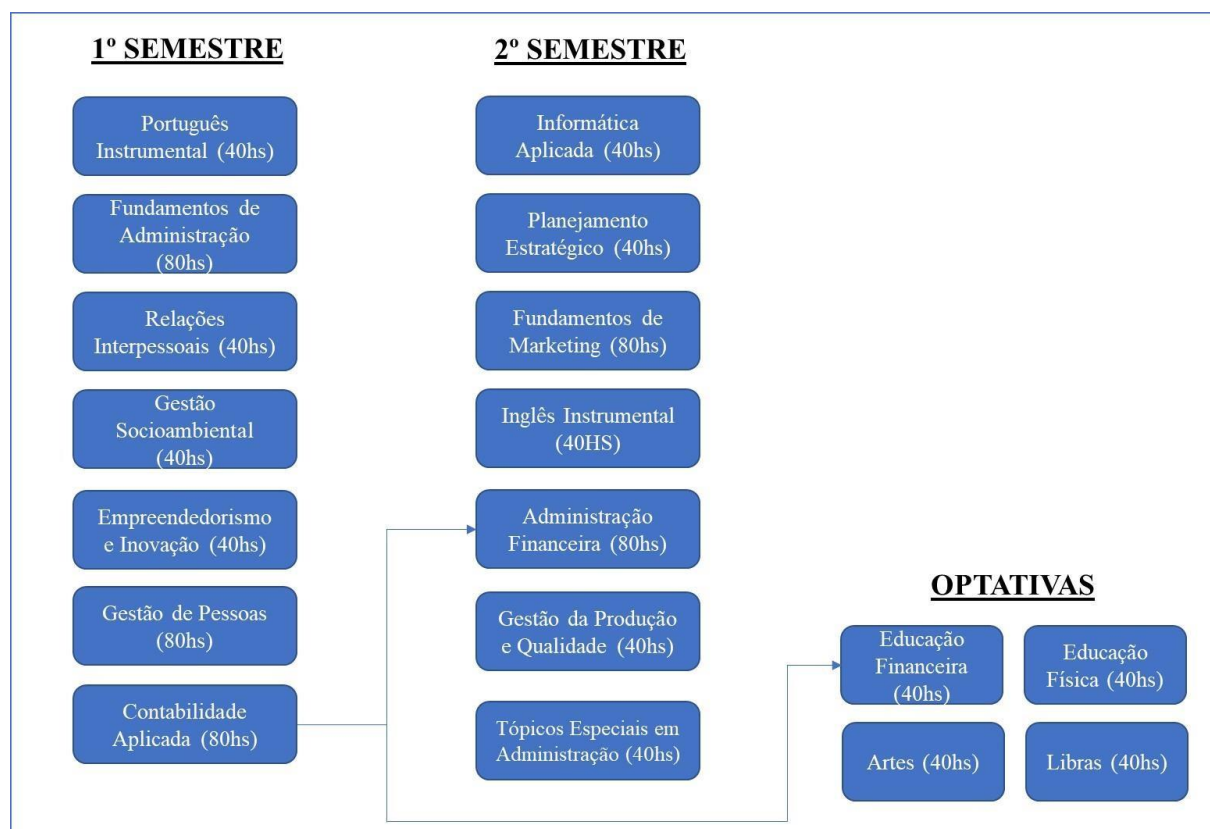 1º SEMESTRE
Português
Instrumental (40hs)
Fundamentos de
Administração
(80hs)
Relações
Interpessoais (40hs)
Gestão
Socioambiental
(40hs)
Empreendedorismo
e Inovação (40hs)
Gestão de Pessoas
(80hs)
Contabilidade
Aplicada (80hs)
2º SEMESTRE
Informática
Aplicada (40hs)
Planejamento
Estratégico (40hs)
Fundamentos de
Marketing (80hs)
Inglês Instrumental
(40HS)
Administração
Financeira (80hs)
Gestão da Produção
e Qualidade (40hs)
Tópicos Especiais em
Administração (40hs)
OPTATIVAS
Educação
Financeira
(40hs)
Educação
Física (40hs)
Artes (40hs)
Libras (40hs)